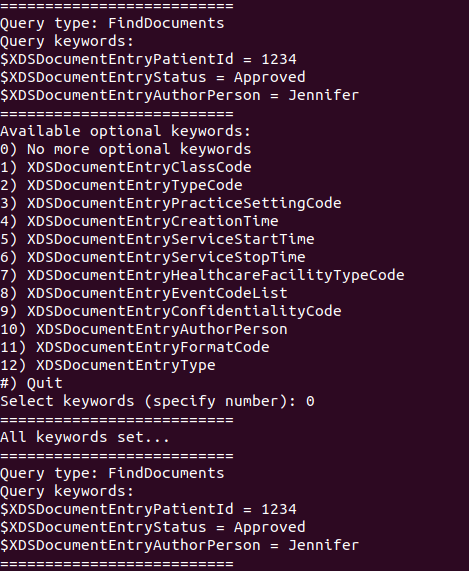 ==========================
Query type: FindDocuments
Query keywords:
$XDSDocumentEntryPatientId = 1234
$XDSDocumentEntryStatus = Approved
$XDSDocumentEntryAuthorPerson = Jennifer
==========================
Available optional keywords:
0) No more optional keywords
1) XDSDocumentEntryClassCode
2) XDSDocumentEntryTypeCode
3) XDSDocumentEntryPracticeSettingCode
4) XDSDocumentEntryCreationTime
5) XDSDocumentEntryServiceStartTime
6) XDSDocumentEntryServiceStopTime
7) XDSDocumentEntryHealthcareFacilityTypeCode
8) XDSDocumentEntryEventCodeList
9) XDSDocumentEntryConfidentialityCode
10) XDSDocumentEntryAuthorPerson
11) XDSDocumentEntryFormatCode
12) XDSDocumentEntryType
#) Quit
Select keywords (specify number): 0
==========================
All keywords set...
==========================
Query type: FindDocuments
Query keywords:
$XDSDocumentEntryPatientId = 1234
$XDSDocumentEntryStatus = Approved
$XDSDocumentEntryAuthorPerson = Jennifer
==========================